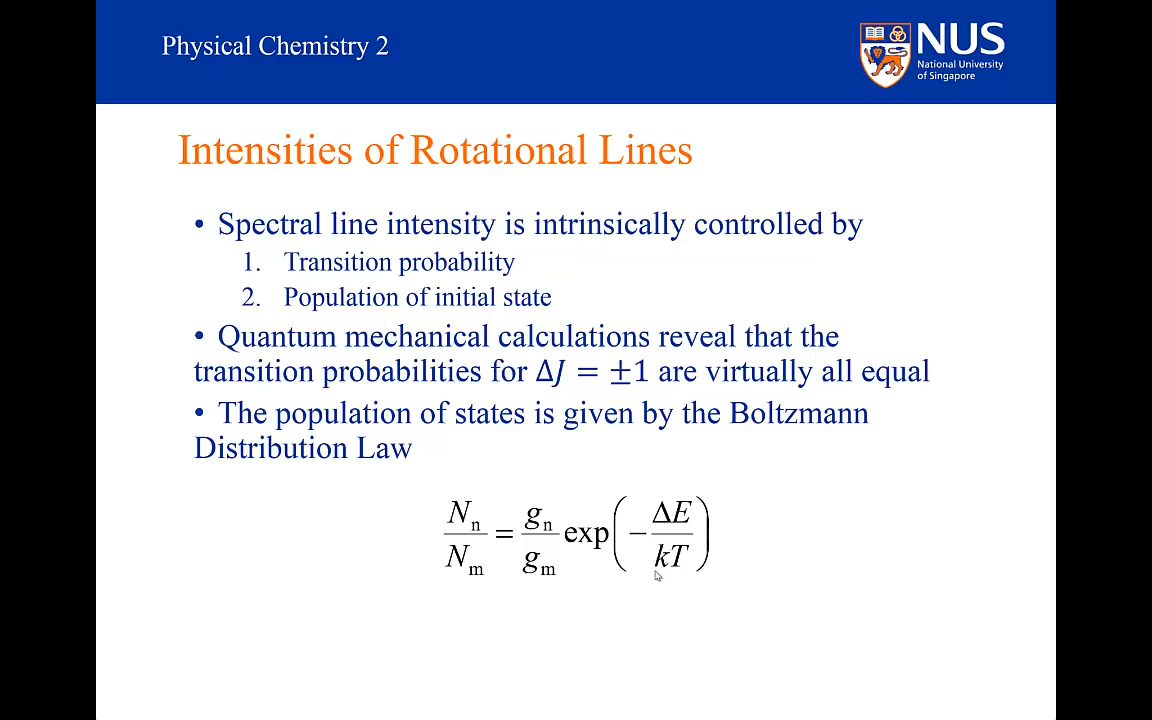 Physical Chemistry 2
NUS
National University
of Singapore
Intensities of Rotational Lines
• Spectral line intensity is intrinsically controlled by
1. Transition probability
2. Population of initial state
• Quantum mechanical calculations reveal that the
transition probabilities for ΔJ = ±1 are virtually all equal
• The population of states is given by the Boltzmann
Distribution Law
N_n/N_m = g_n/g_m exp(−ΔE/kT)